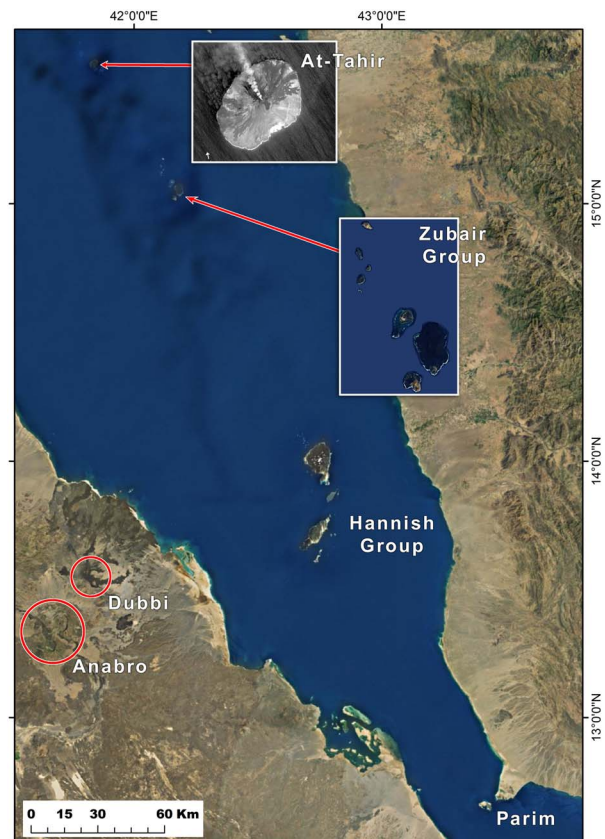 42°0'0"E
43°0'0"E
At-Tahir
15°0'0"N
Zubair
Group
14°0'0"N
Hannish
Group
Dubbi
Anabro
13°0'0"N
0 15 30 60 Km
Parim